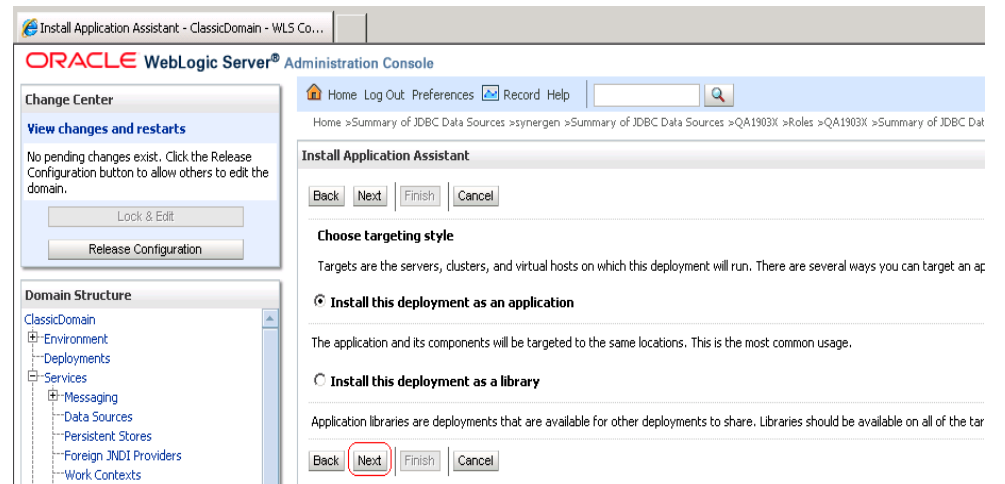 Install Application Assistant - ClassicDomain - WLS Co...
ORACLE WebLogic Server® Administration Console
Change Center
View changes and restarts
No pending changes exist. Click the Release
Configuration button to allow others to edit the
domain.
Lock & Edit
Release Configuration
Domain Structure
ClassicDomain
Environment
Deployments
Services
Messaging
Data Sources
Persistent Stores
Foreign JNDI Providers
Work Contexts
Home Log Out Preferences Record Help
Home >Summary of JDBC Data Sources >synergen >Summary of JDBC Data Sources >QA1903X >Roles >QA1903X >Summary of JDBC Dat
Install Application Assistant
Back Next Finish Cancel
Choose targeting style
Targets are the servers, clusters, and virtual hosts on which this deployment will run. There are several ways you can target an ap
Install this deployment as an application
The application and its components will be targeted to the same locations. This is the most common usage.
Install this deployment as a library
Application libraries are deployments that are available for other deployments to share. Libraries should be available on all of the tar
Back Next Finish Cancel